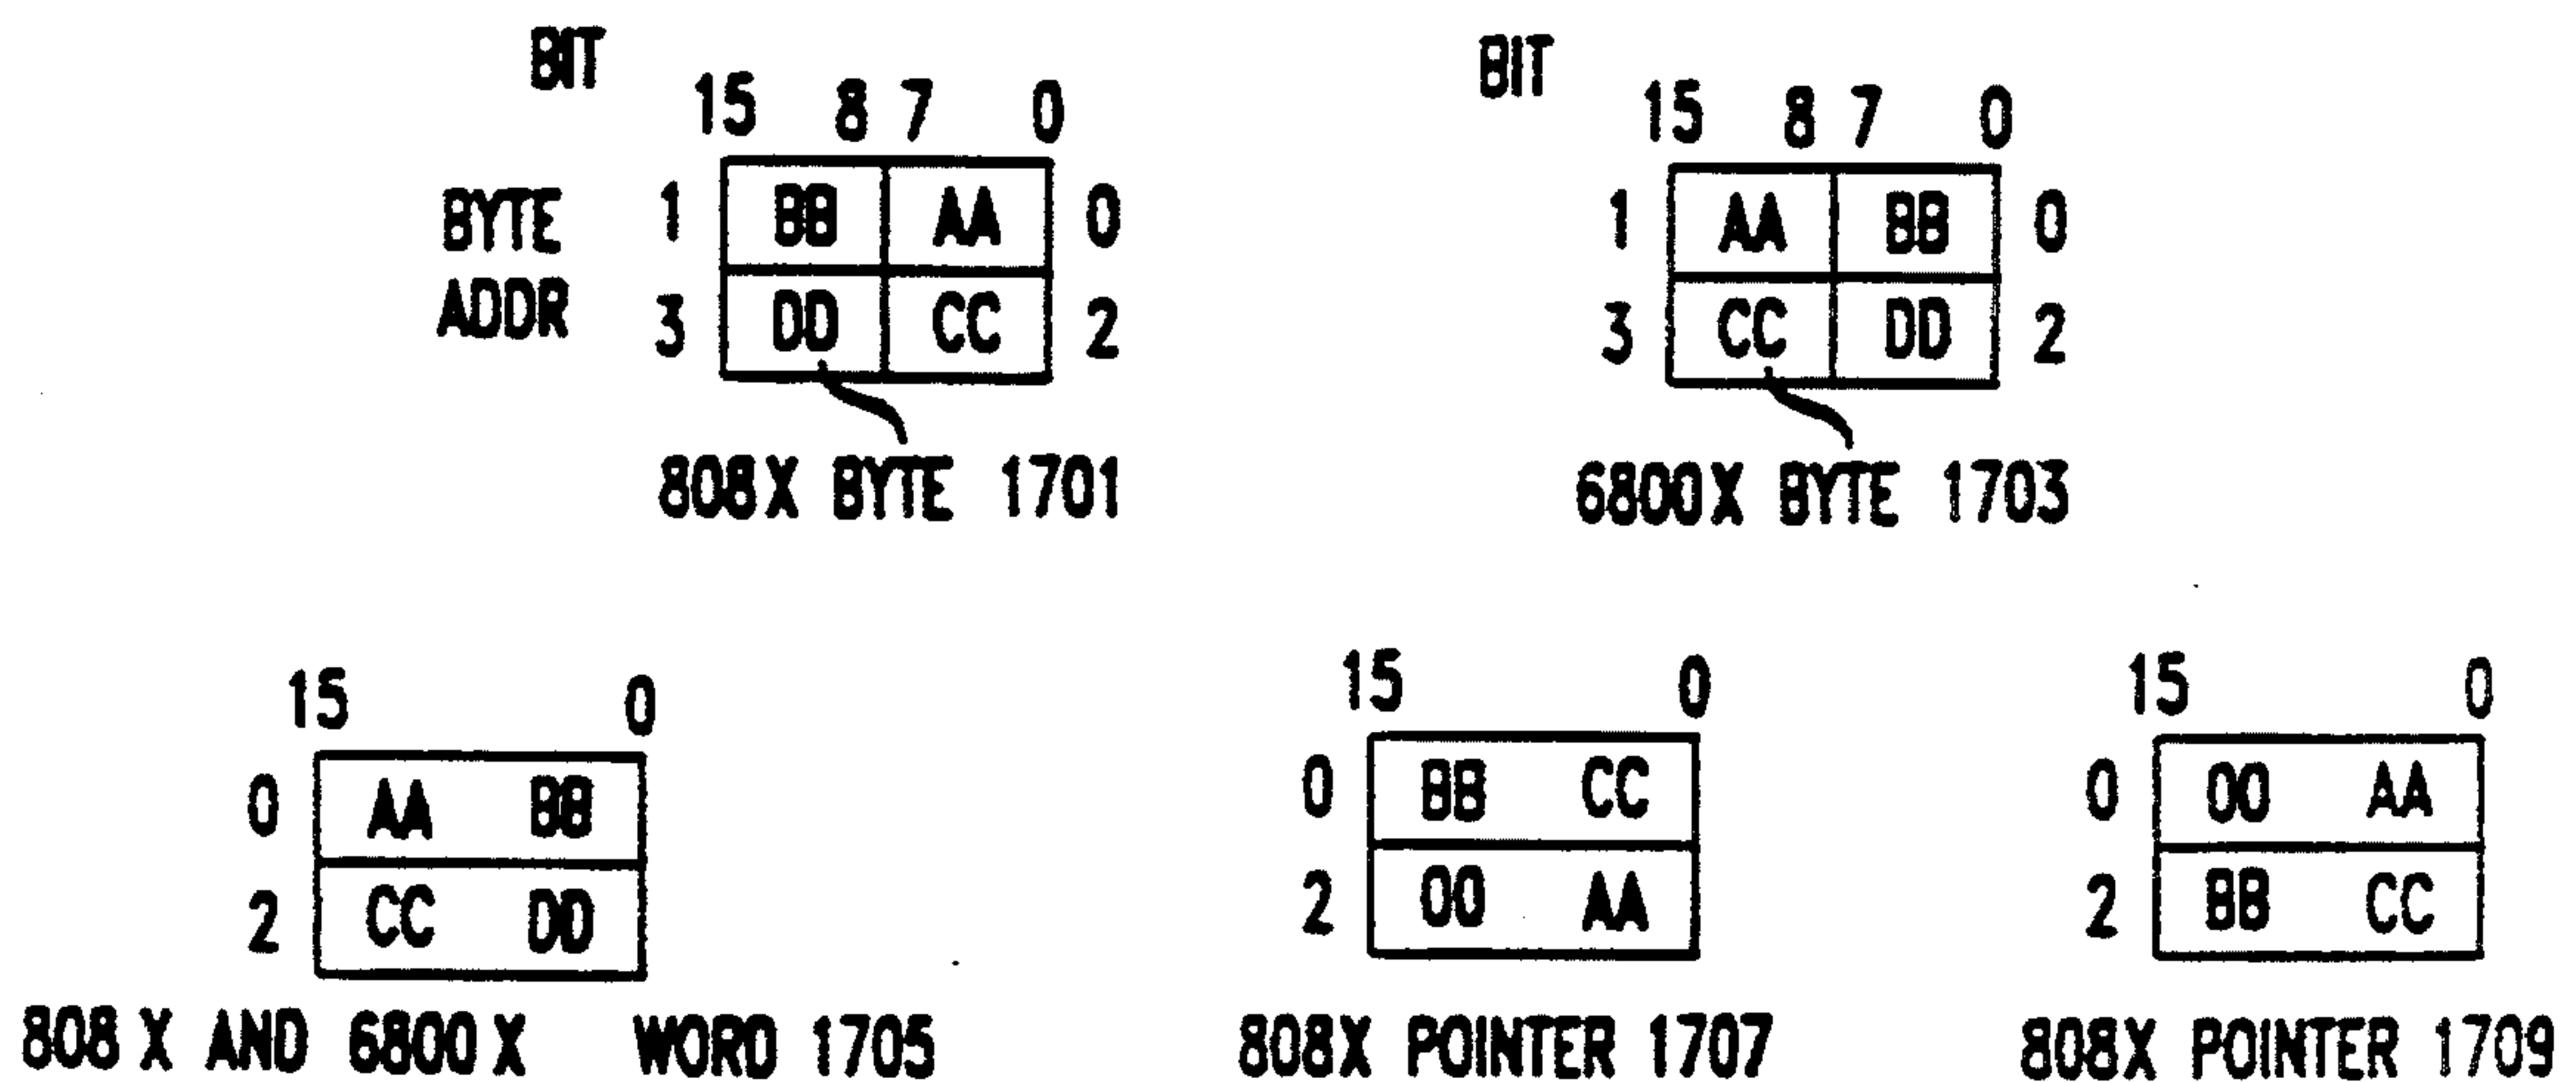 BIT
15 8 7 0
BYTE ADDR
1 BB AA 0
3 DD CC 2
808X BYTE 1701
BIT
15 8 7 0
1 AA BB 0
3 CC DD 2
6800X BYTE 1703
15 0
0 AA BB
2 CC DD
808X AND 6800X WORD 1705
15 0
0 BB CC
2 00 AA
808X POINTER 1707
15 0
0 00 AA
2 BB CC
808X POINTER 1709